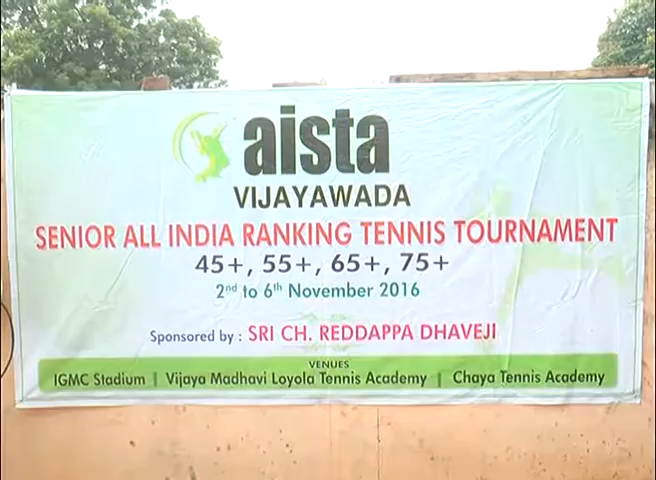 aista
VIJAYAWADA
SENIOR ALL INDIA RANKING TENNIS TOURNAMENT
45+, 55+, 65+, 75+
2nd to 6th November 2016
Sponsored by : SRI CH. REDDAPPA DHAVEJI
VENUES
IGMC Stadium | Vijaya Madhavi Loyola Tennis Academy | Chaya Tennis Academy